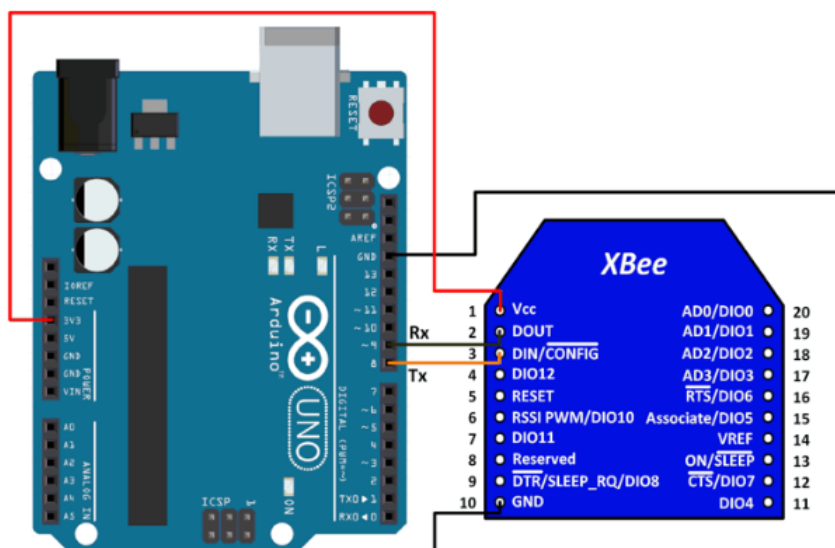 RESET
ICSP2
L
TX
RX
AREF
GND
13
12
~11
~10
~9
8
7
~6
~5
4
~3
2
TX0►1
RX0◄0
DIGITAL (PWM=~)
Arduino™
UNO
ON
ICSP
1
IOREF
RESET
3V3
5V
GND
GND
VIN
POWER
A0
A1
A2
A3
A4
A5
ANALOG IN
Rx
Tx
XBee
1 Vcc
2 DOUT
3 DIN/CONFIG
4 DIO12
5 RESET
6 RSSI PWM/DIO10
7 DIO11
8 Reserved
9 DTR/SLEEP_RQ/DIO8
10 GND
AD0/DIO0 20
AD1/DIO1 19
AD2/DIO2 18
AD3/DIO3 17
RTS/DIO6 16
Associate/DIO5 15
VREF 14
ON/SLEEP 13
CTS/DIO7 12
DIO4 11